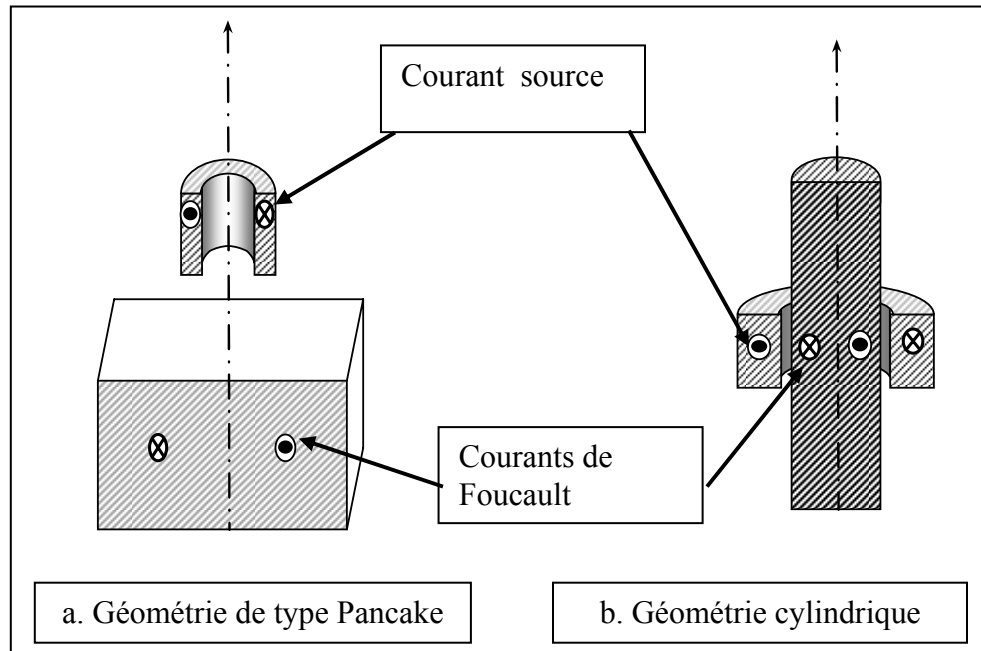 Courant source
Courants de
Foucault
a. Géométrie de type Pancake
b. Géométrie cylindrique